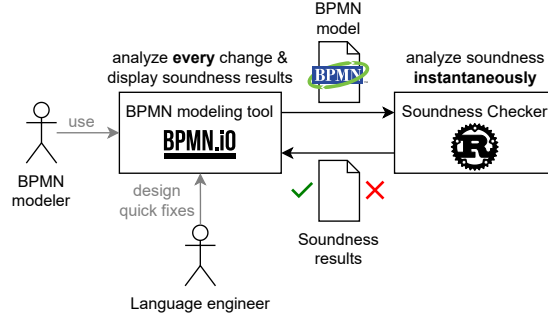 BPMN
model
analyze every change &
display soundness results
analyze soundness
instantaneously
BPMN
BPMN modeling tool
BPMN.iO
Soundness Checker
R
use
BPMN
modeler
design
quick fixes
Soundness
results
Language engineer